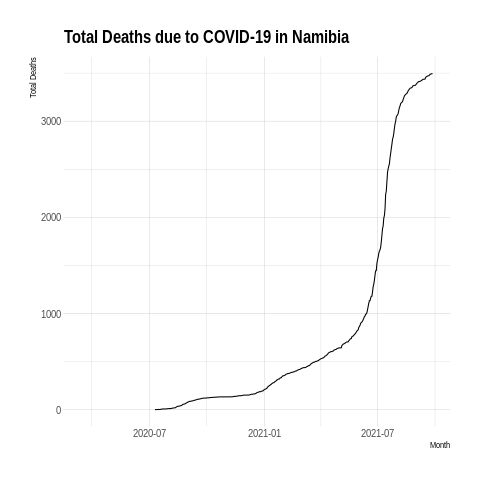 Total Deaths due to COVID-19 in Namibia
Total Deaths
3000
2000
1000
0
2020-07
2021-01
2021-07
Month